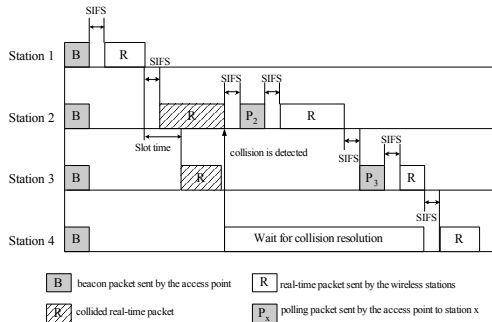 SIFS
Station 1 B R
SIFS
SIFS SIFS
Station 2 B R P2 R
Slot time collision is detected
SIFS SIFS
Station 3 B R P3 R
SIFS
Station 4 B Wait for collision resolution R
B beacon packet sent by the access point
R real-time packet sent by the wireless stations
R collided real-time packet
Px polling packet sent by the access point to station x